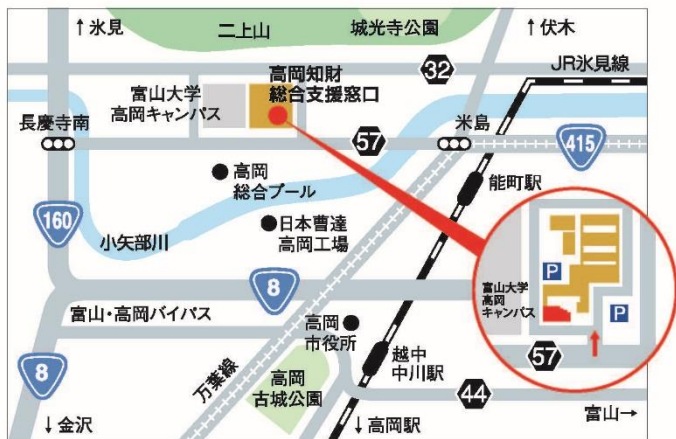 ↑氷見
二上山
城光寺公園
↑伏木
JR氷見線
高岡知財
総合支援窓口
32
富山大学
高岡キャンパス
長慶寺南
57
米島
415
高岡
総合プール
能町駅
160
小矢部川
日本曹達
高岡工場
8
P
富山大学
高岡
キャンパス
P
富山・高岡バイパス
高岡
市役所
57
8
万葉線
高岡
古城公園
越中
中川駅
44
↓金沢
↓高岡駅
富山→